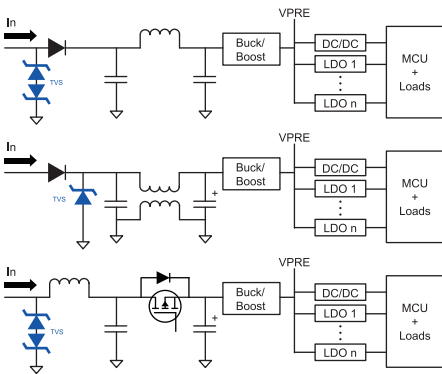 In
TVS
Buck/
Boost
VPRE
DC/DC
LDO 1
LDO n
MCU
+
Loads
In
TVS
+
Buck/
Boost
VPRE
DC/DC
LDO 1
LDO n
MCU
+
Loads
In
TVS
+
Buck/
Boost
VPRE
DC/DC
LDO 1
LDO n
MCU
+
Loads